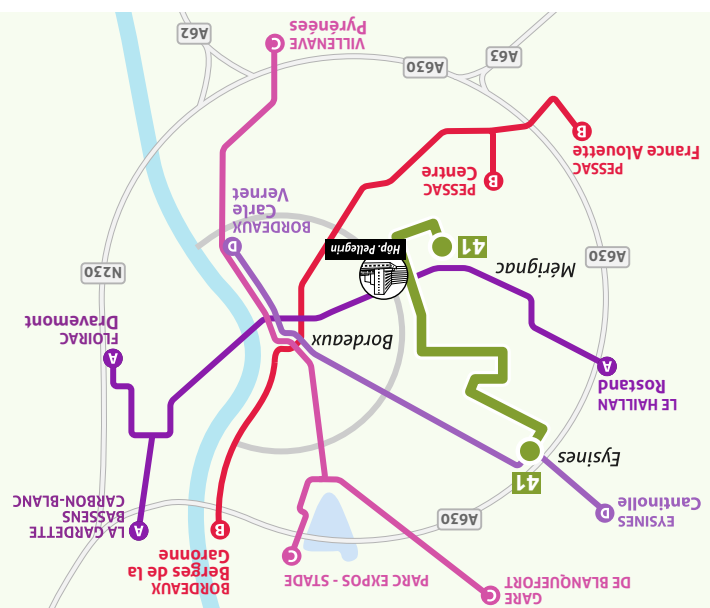 GARE
DE BLANQUEFORT
C
PARC EXPOS - STADE
C
BORDEAUX
Berges de la
Garonne
B
LA GARDETTE
BASSENS
CARBON-BLANC
A
EYSINES
Cantinolle
D
A630
41
Eysines
LE HAILLAN
Rostand
A
Bordeaux
FLOIRAC
Dravemont
A
Mérignac
41
Hôp. Pellegrin
A630
N230
BORDEAUX
Carle
Vernet
D
PESSAC
Centre
B
PESSAC
France Alouette
B
A630
A63
VILLENAVE
Pyrénées
C
A62